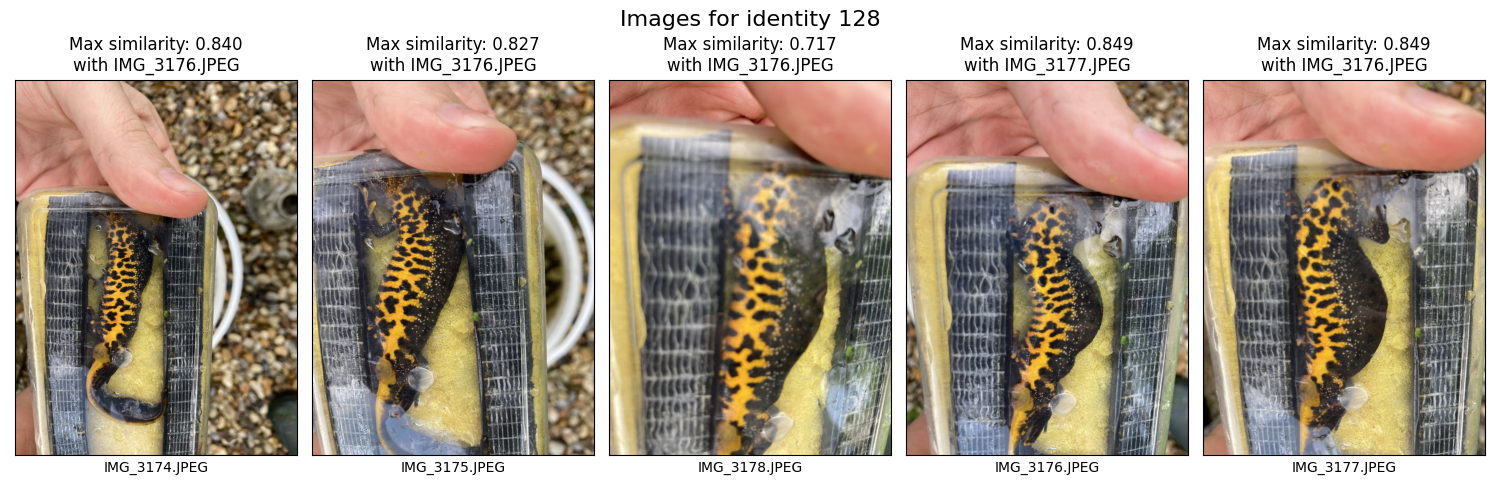 Images for identity 128
Max similarity: 0.840
with IMG_3176.JPEG
Max similarity: 0.827
with IMG_3176.JPEG
Max similarity: 0.717
with IMG_3176.JPEG
Max similarity: 0.849
with IMG_3177.JPEG
Max similarity: 0.849
with IMG_3176.JPEG
IMG_3174.JPEG
IMG_3175.JPEG
IMG_3178.JPEG
IMG_3176.JPEG
IMG_3177.JPEG